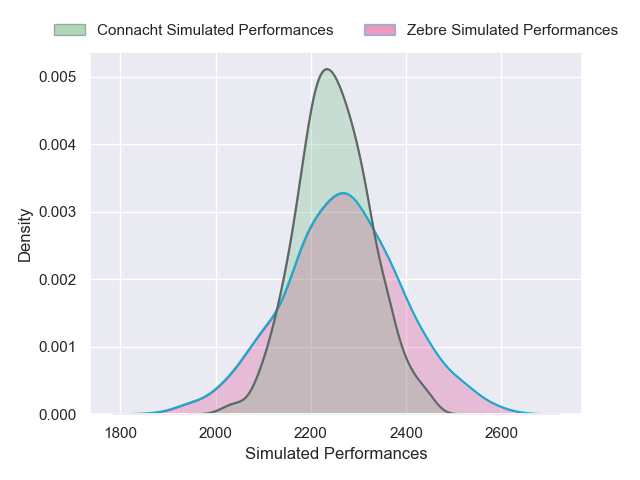 Connacht Simulated Performances Zebre Simulated Performances
0.005
0.004
0.003
0.002
0.001
0.000
Density
1800 2000 2200 2400 2600
Simulated Performances